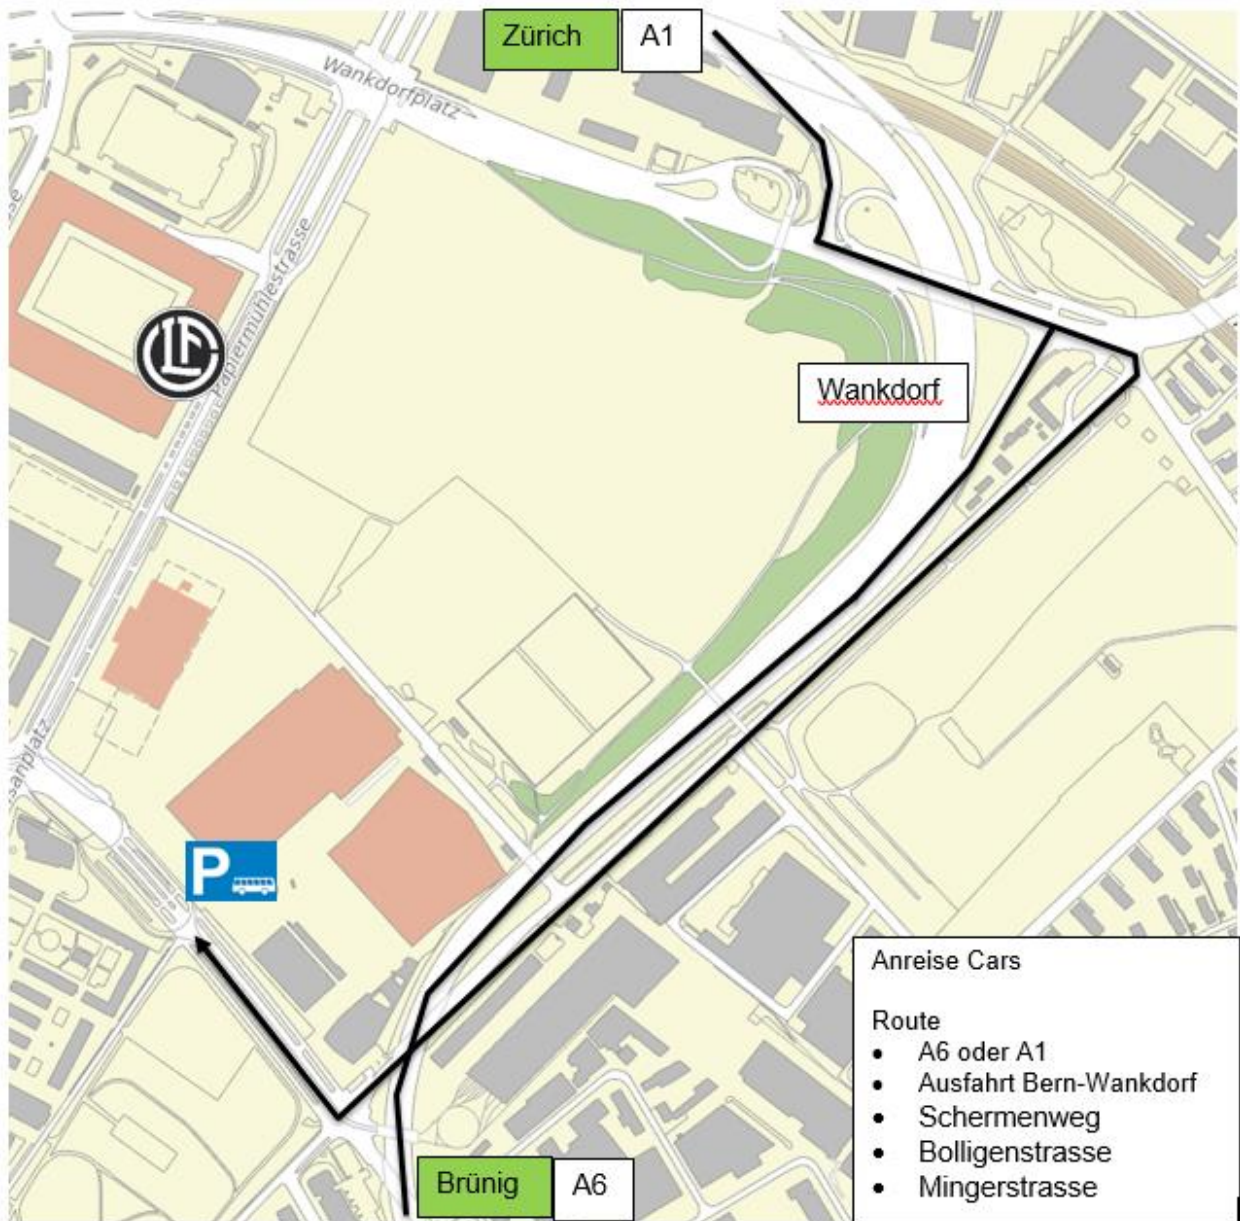 Zürich A1
Wankdorfplatz
Papiermühlestrasse
Wankdorf
sanplatz
P
Anreise Cars
Route
• A6 oder A1
• Ausfahrt Bern-Wankdorf
• Schermenweg
• Bolligenstrasse
• Mingerstrasse
Brünig A6